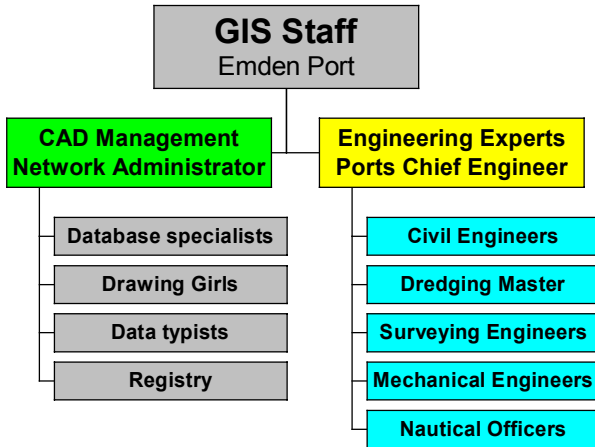 GIS Staff
Emden Port
CAD Management
Network Administrator
Engineering Experts
Ports Chief Engineer
Database specialists
Drawing Girls
Data typists
Registry
Civil Engineers
Dredging Master
Surveying Engineers
Mechanical Engineers
Nautical Officers